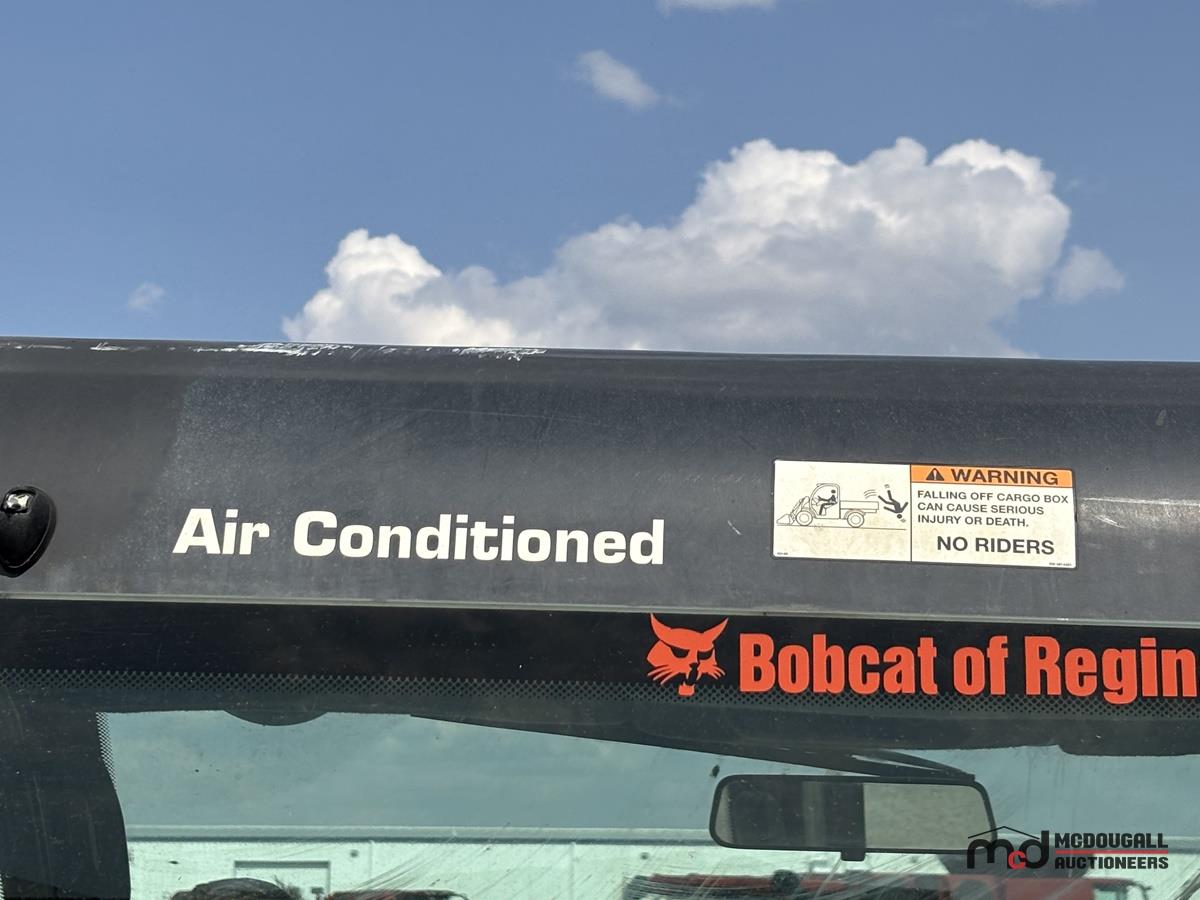 Air Conditioned
WARNING
FALLING OFF CARGO BOX
CAN CAUSE SERIOUS
INJURY OR DEATH.
NO RIDERS
Bobcat of Regin
mcd MCDOUGALL
AUCTIONEERS